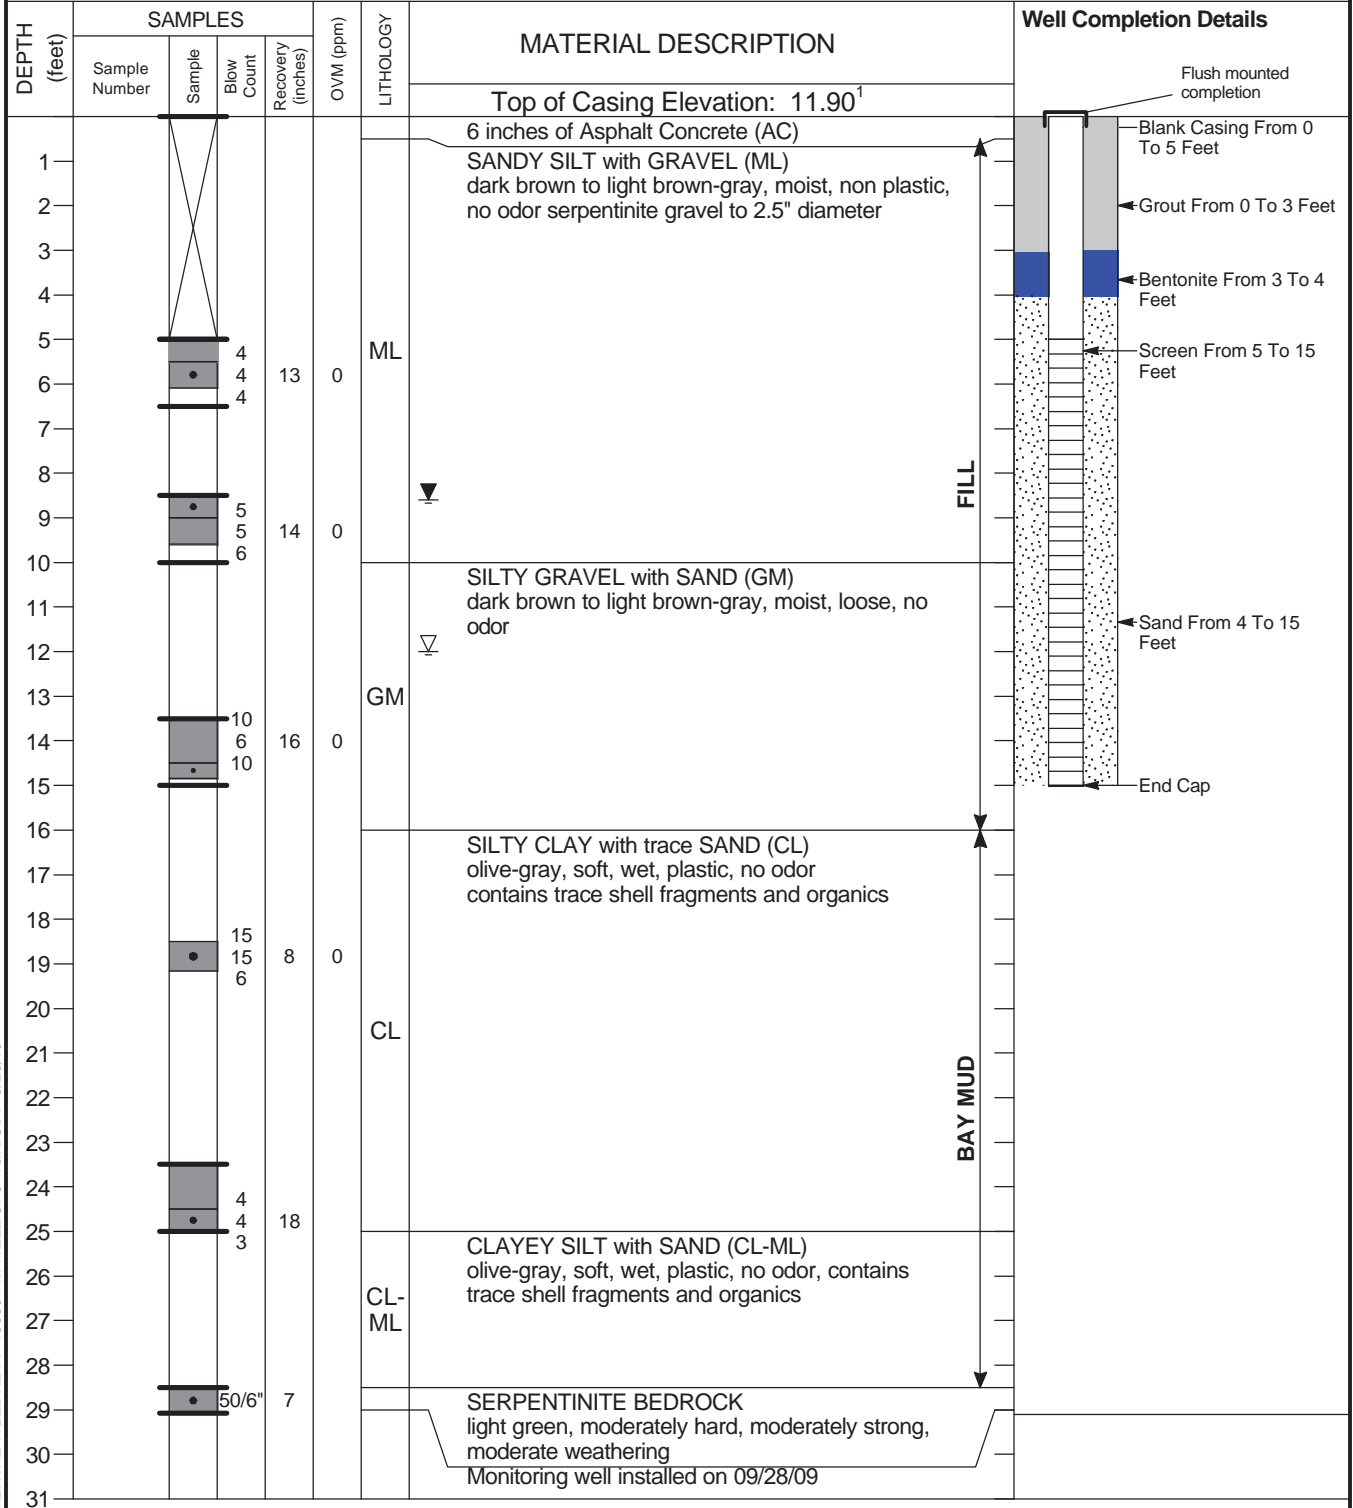 DEPTH
(feet)
SAMPLES
Sample
Number
Sample
Blow
Count
Recovery
(inches)
OVM (ppm)
LITHOLOGY
MATERIAL DESCRIPTION
Top of Casing Elevation: 11.90¹
Well Completion Details
Flush mounted
completion
6 inches of Asphalt Concrete (AC)
SANDY SILT with GRAVEL (ML)
dark brown to light brown-gray, moist, non plastic,
no odor serpentinite gravel to 2.5" diameter
Blank Casing From 0
To 5 Feet
Grout From 0 To 3 Feet
Bentonite From 3 To 4
Feet
Screen From 5 To 15
Feet
1
2
3
4
5
6
7
8
9
10
11
12
13
14
15
16
17
18
19
20
21
22
23
24
25
26
27
28
29
30
31
4
4 13 0
4
ML
5
5 14 0
6
FILL
SILTY GRAVEL with SAND (GM)
dark brown to light brown-gray, moist, loose, no
odor
Sand From 4 To 15
Feet
GM
10
6 16 0
10
End Cap
SILTY CLAY with trace SAND (CL)
olive-gray, soft, wet, plastic, no odor
contains trace shell fragments and organics
15
15 8 0
6
CL
BAY MUD
4
4 18
3
CLAYEY SILT with SAND (CL-ML)
olive-gray, soft, wet, plastic, no odor, contains
trace shell fragments and organics
CL-
ML
50/6" 7
SERPENTINITE BEDROCK
light green, moderately hard, moderately strong,
moderate weathering
Monitoring well installed on 09/28/09